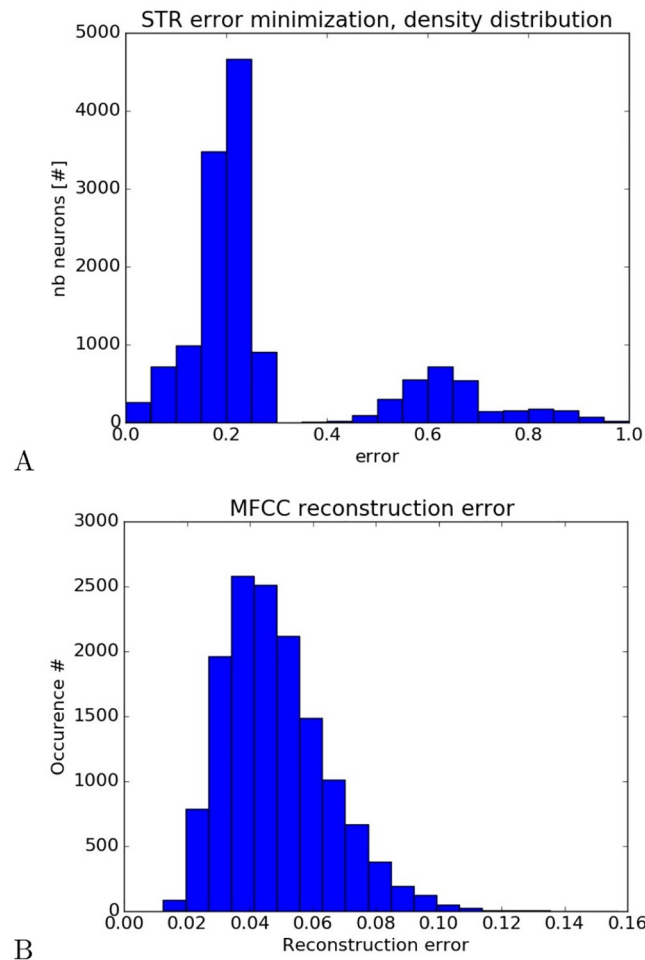 STR error minimization, density distribution
5000
4000
3000
2000
1000
0
nb neurons [#]
0.0 0.2 0.4 0.6 0.8 1.0
error
A
MFCC reconstruction error
3000
2500
2000
1500
1000
500
0
Occurence #
0.00 0.02 0.04 0.06 0.08 0.10 0.12 0.14 0.16
Reconstruction error
B